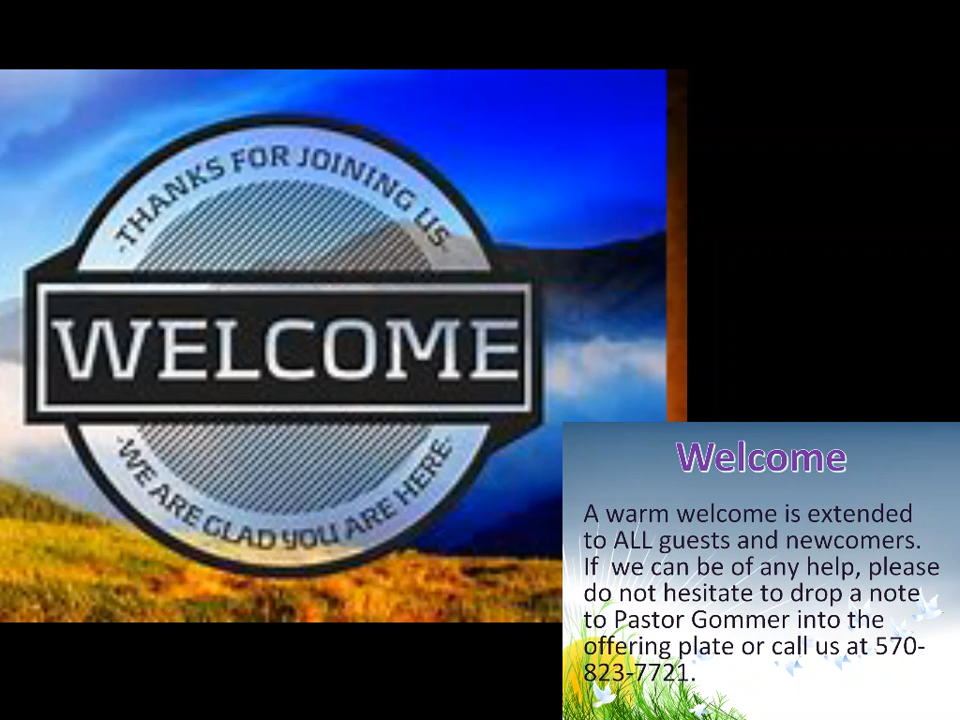 -THANKS FOR JOINING US-
WELCOME
-WE ARE GLAD YOU ARE HERE-
Welcome
A warm welcome is extended
to ALL guests and newcomers.
If  we can be of any help, please
do not hesitate to drop a note
to Pastor Gommer into the
offering plate or call us at 570-
823-7721.